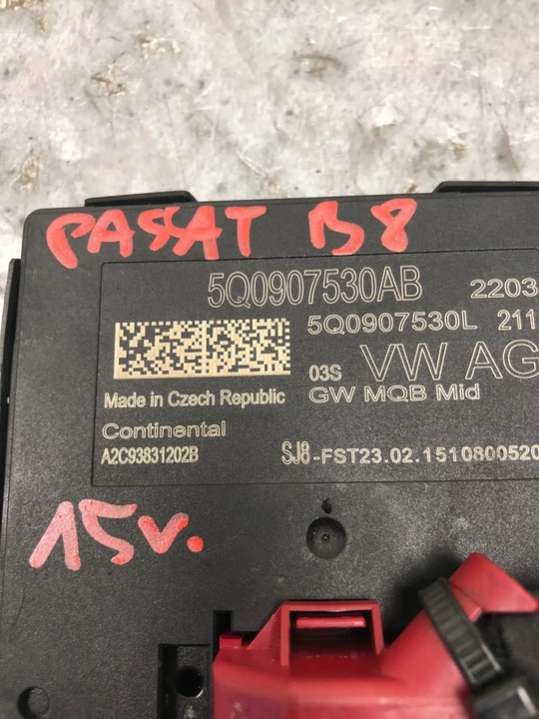 PASSAT B8
5Q0907530AB 2203
5Q0907530L 211
03S VW AG
Made in Czech Republic GW MQB Mid
Continental
A2C93831202B SJ8-FST23.02.1510800520
15v.